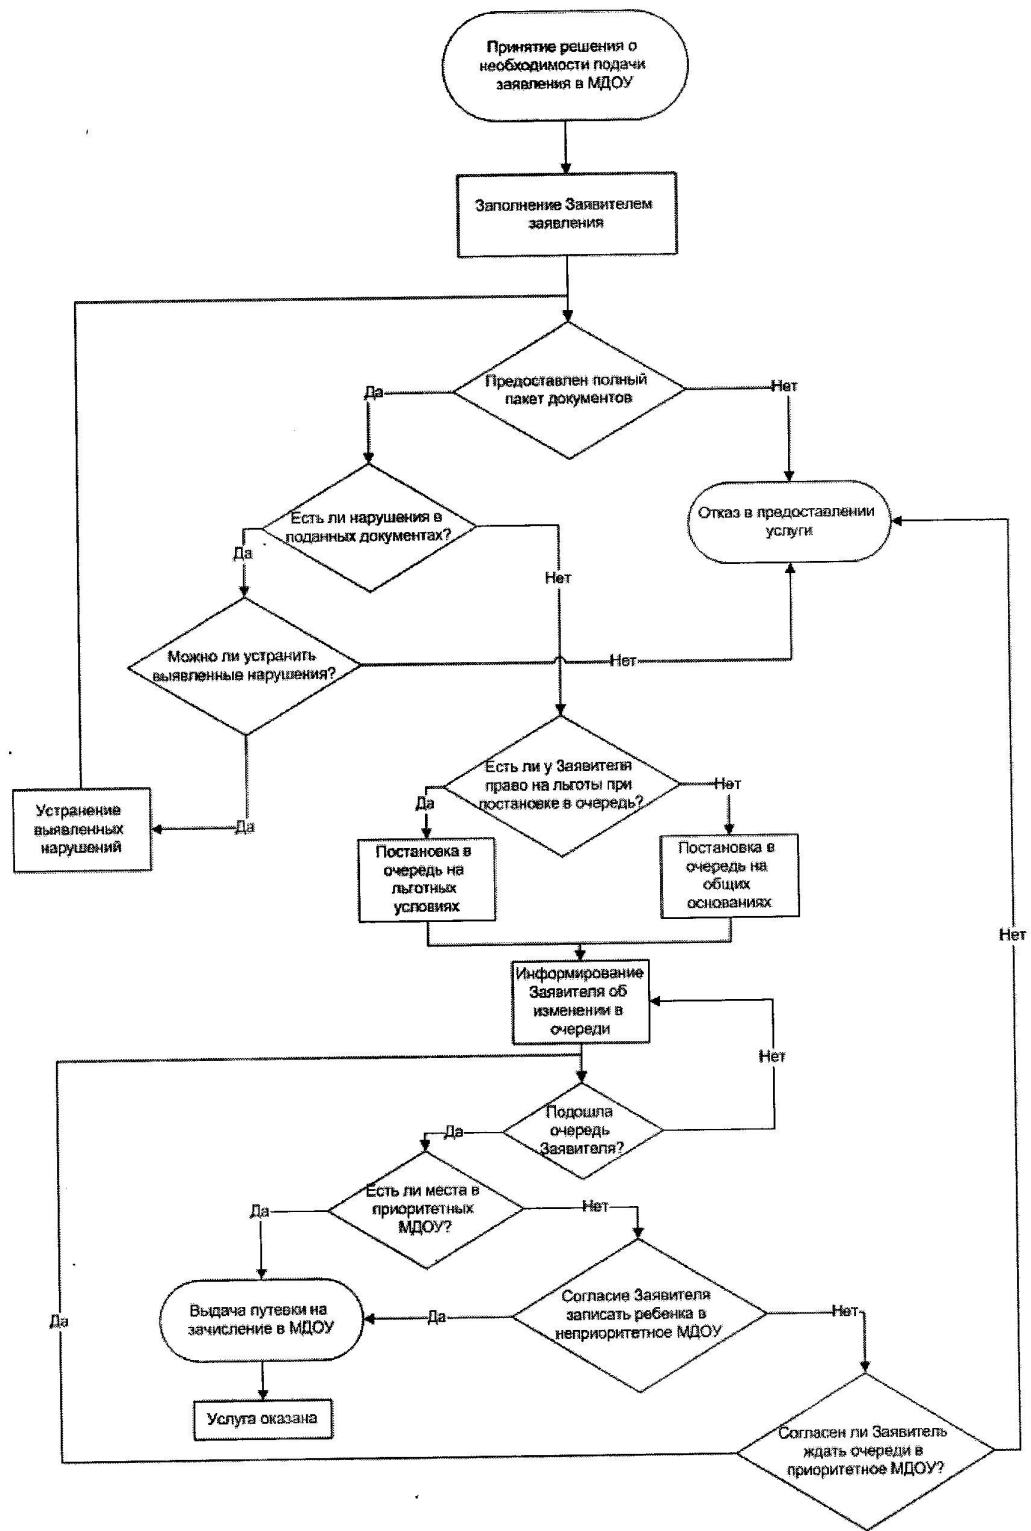 Принятие решения о
необходимости подачи
заявления в МДОУ
Заполнение Заявителем
заявления
Предоставлен полный
пакет документов
Да
Нет
Есть ли нарушения в
поданных документах?
Отказ в предоставлении
услуги
Да
Нет
Можно ли устранить
выявленные нарушения?
Нет
Есть ли у Заявителя
право на льготы при
постановке в очередь?
Да
Нет
Устранение
выявленных
нарушений
Да
Постановка в
очередь на
льготных
условиях
Постановка в
очередь на
общих
основаниях
Нет
Информирование
Заявителя об
изменении в
очереди
Нет
Подошла
очередь
Заявителя?
Да
Есть ли места в
приоритетных
МДОУ?
Да
Нет
Выдача путевки на
зачисление в МДОУ
Да
Согласие Заявителя
записать ребенка в
неприоритетное МДОУ
Нет
Да
Услуга оказана
Согласен ли Заявитель
ждать очереди в
приоритетное МДОУ?